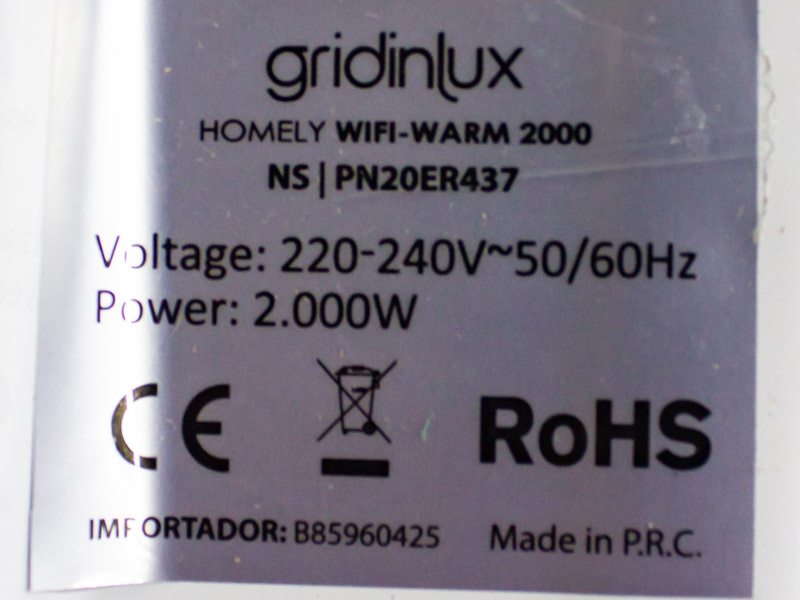 gridinlux
HOMELY WIFI-WARM 2000
NS | PN20ER437
Voltage: 220-240V~50/60Hz
Power: 2.000W
CE
RoHS
IMPORTADOR: B85960425
Made in P.R.C.